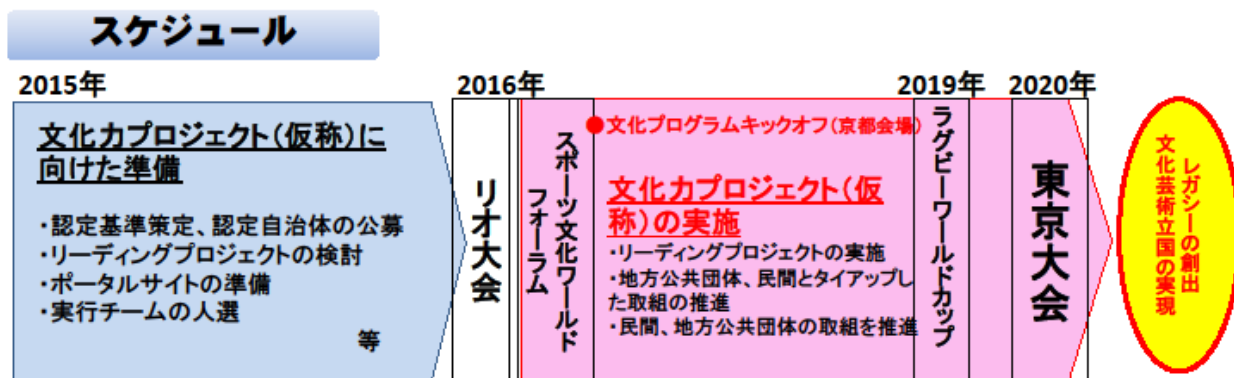 スケジュール
2015年
文化力プロジェクト(仮称)に
向けた準備
・認定基準策定、認定自治体の公募
・リーディングプロジェクトの検討
・ポータルサイトの準備
・実行チームの人選
等
2016年
リオ大会
スポーツ文化ワールド
フォーラム
●文化プログラムキックオフ(京都会場)
文化力プロジェクト(仮
称)の実施
・リーディングプロジェクトの実施
・地方公共団体、民間とタイアップし
た取組の推進
・民間、地方公共団体の取組を推進
2019年
ラグビーワールドカップ
2020年
東京大会
レガシーの創出
文化芸術立国の実現